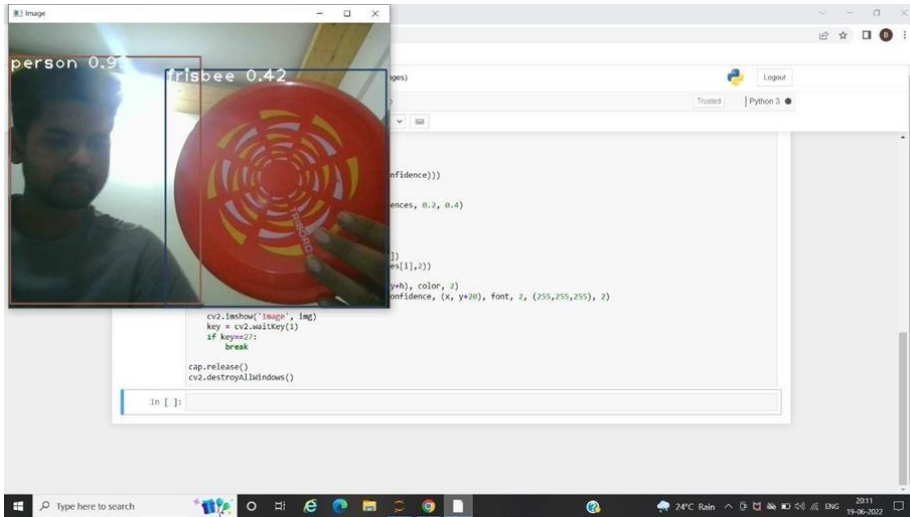 Image
person 0.9
frisbee 0.42
TRIBORD
ges)
Logout
Trusted
Python 3
nfidence)))
ences, 0.2, 0.4)
])
es[i],2))
y+h), color, 2)
onfidence, (x, y+20), font, 2, (255,255,255), 2)
cv2.imshow('Image', img)
key = cv2.waitKey(1)
if key==27:
break
cap.release()
cv2.destroyAllWindows()
In [ ]:
Type here to search
24°C Rain
ENG
20:11
19-06-2022